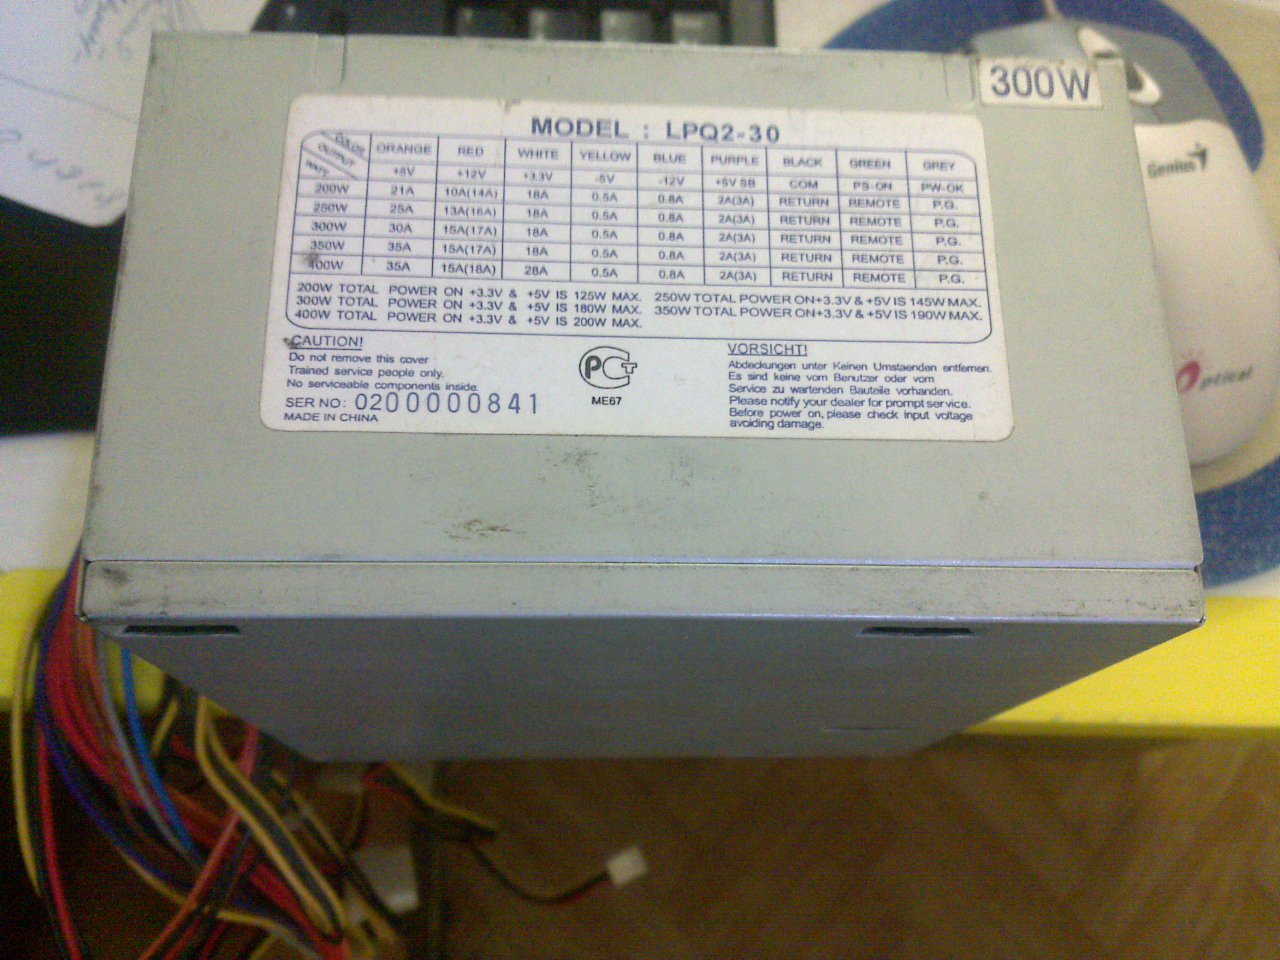 300W
MODEL : LPQ2-30
COLOR ORANGE RED WHITE YELLOW BLUE PURPLE BLACK GREEN GREY
OUTPUT +5V +12V +3.3V -5V -12V +5V SB COM PS-ON PW-OK
WATT
200W 21A 10A(14A) 18A 0.5A 0.8A 2A(3A) RETURN REMOTE P.G.
250W 25A 13A(16A) 18A 0.5A 0.8A 2A(3A) RETURN REMOTE P.G.
300W 30A 15A(17A) 18A 0.5A 0.8A 2A(3A) RETURN REMOTE P.G.
350W 35A 15A(17A) 18A 0.5A 0.8A 2A(3A) RETURN REMOTE P.G.
400W 35A 15A(18A) 28A 0.5A 0.8A 2A(3A) RETURN REMOTE P.G.
200W TOTAL POWER ON +3.3V & +5V IS 125W MAX. 250W TOTAL POWER ON+3.3V & +5V IS 145W MAX.
300W TOTAL POWER ON +3.3V & +5V IS 180W MAX. 350W TOTAL POWER ON+3.3V & +5V IS 190W MAX.
400W TOTAL POWER ON +3.3V & +5V IS 200W MAX.
CAUTION!
Do not remove this cover
Trained service people only.
No serviceable components inside.
SER NO: 0200000841
MADE IN CHINA
PCT
ME67
VORSICHT!
Abdeckungen unter Keinen Umstaenden entfernen.
Es sind keine vom Benutzer oder vom
Service zu wartenden Bauteile vorhanden.
Please notify your dealer for prompt service.
Before power on, please check input voltage
avoiding damage.
Genius
Optical